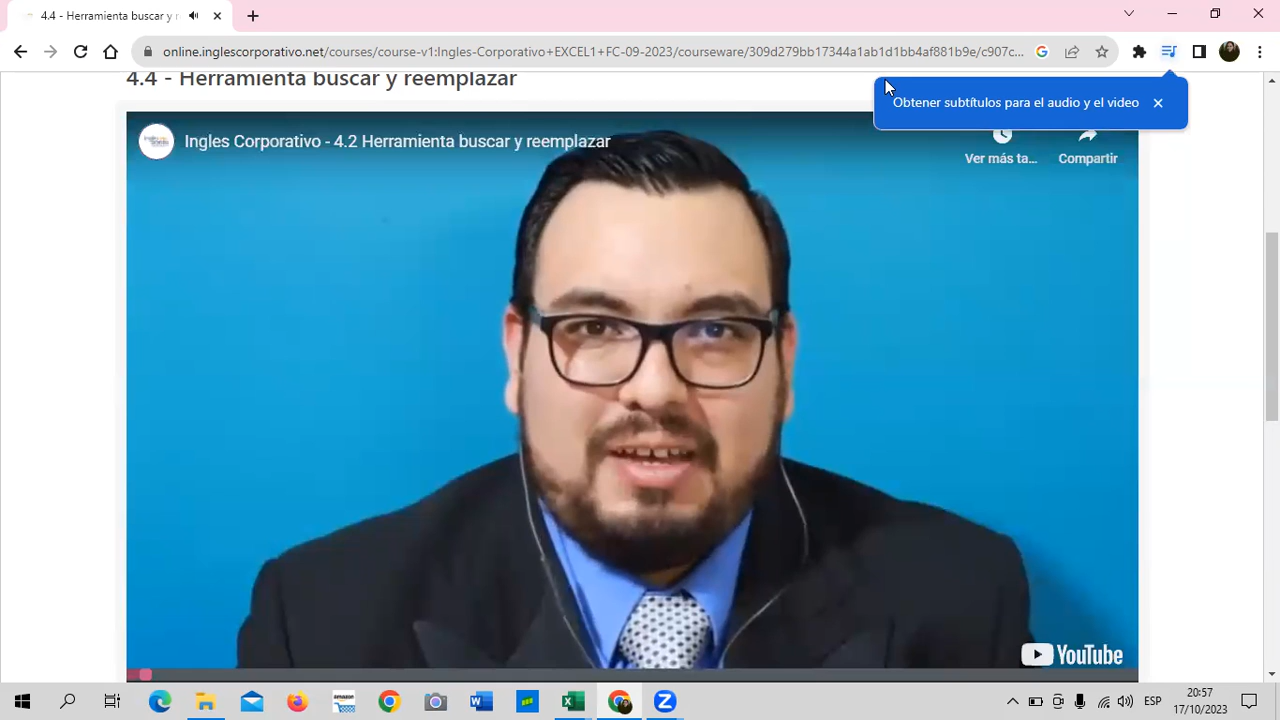 4.4 - Herramienta buscar y r
online.inglescorporativo.net/courses/course-v1:Ingles-Corporativo+EXCEL1+FC-09-2023/courseware/309d279bb17344a1ab1d1bb4af881b9e/c907c...
4.4 - Herramienta buscar y reemplazar
Obtener subtítulos para el audio y el video
Ingles Corporativo - 4.2 Herramienta buscar y reemplazar
Ver más ta...
Compartir
YouTube
ESP
20:57
17/10/2023